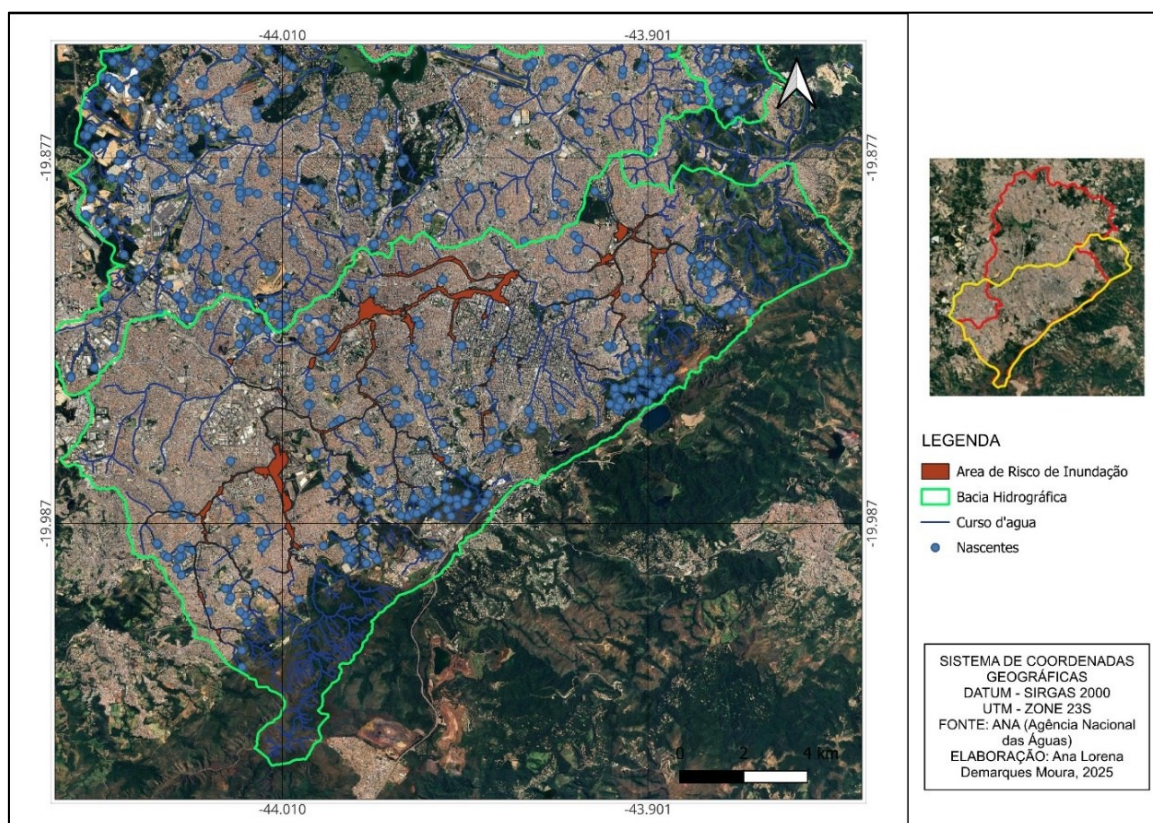 -44.010
-43.901
-19.877
-19.877
-19.987
-19.987
0 2 4 km
-44.010
-43.901
LEGENDA
Area de Risco de Inundação
Bacia Hidrográfica
Curso d'agua
Nascentes
SISTEMA DE COORDENADAS
GEOGRÁFICAS
DATUM - SIRGAS 2000
UTM - ZONE 23S
FONTE: ANA (Agência Nacional
das Águas)
ELABORAÇÃO: Ana Lorena
Demarques Moura, 2025